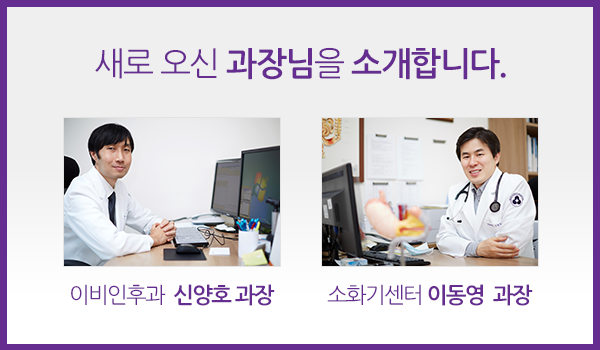 새로 오신 과장님을 소개합니다.
이비인후과 신양호 과장
소화기센터 이동영 과장